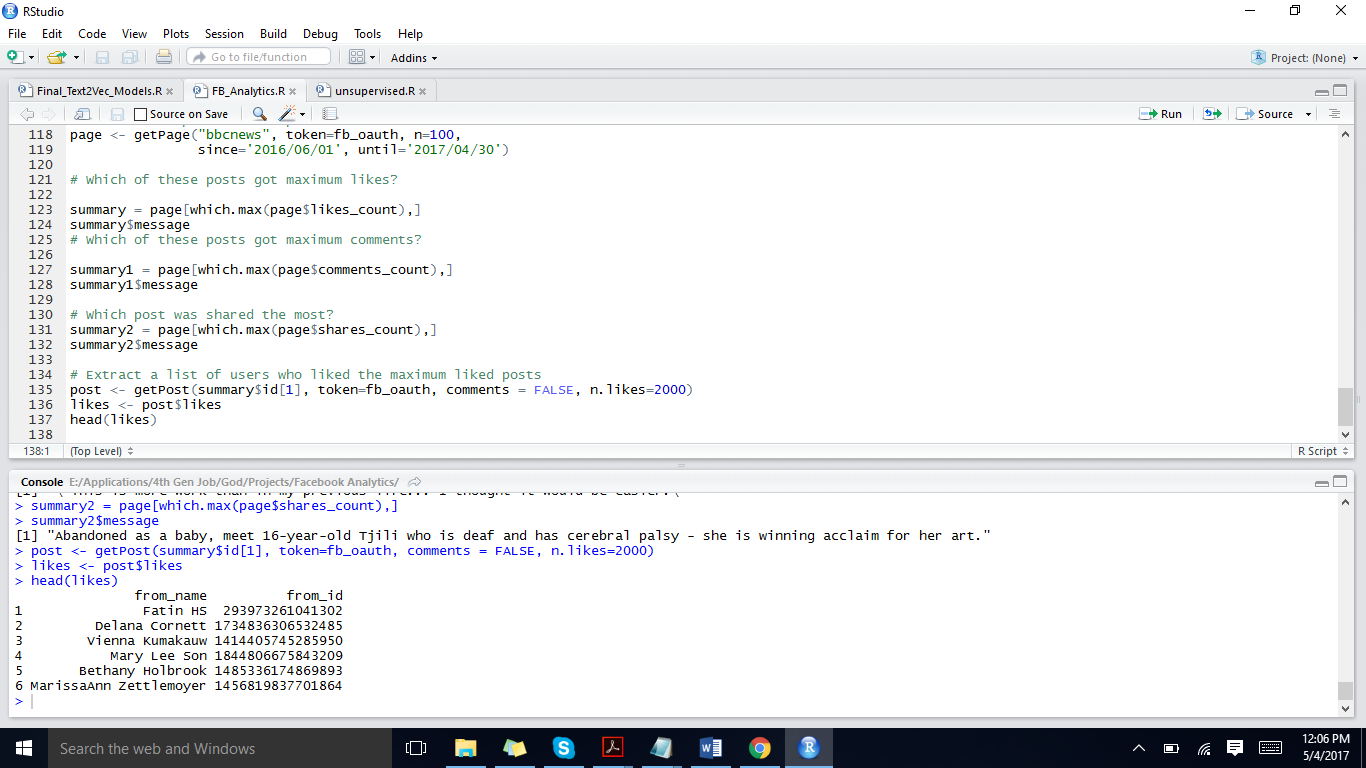 RStudio
File Edit Code View Plots Session Build Debug Tools Help
Go to file/function Addins Project: (None)
Final_Text2Vec_Models.R FB_Analytics.R unsupervised.R
Source on Save Run Source
118 page <- getPage("bbcnews", token=fb_oauth, n=100,
119 since='2016/06/01', until='2017/04/30')
120
121 # Which of these posts got maximum likes?
122
123 summary = page[which.max(page$likes_count),]
124 summary$message
125 # Which of these posts got maximum comments?
126
127 summary1 = page[which.max(page$comments_count),]
128 summary1$message
129
130 # Which post was shared the most?
131 summary2 = page[which.max(page$shares_count),]
132 summary2$message
133
134 # Extract a list of users who liked the maximum liked posts
135 post <- getPost(summary$id[1], token=fb_oauth, comments = FALSE, n.likes=2000)
136 likes <- post$likes
137 head(likes)
138
138:1 (Top Level) R Script
Console E:/Applications/4th Gen Job/God/Projects/Facebook Analytics/
> summary2 = page[which.max(page$shares_count),]
> summary2$message
[1] "Abandoned as a baby, meet 16-year-old Tjili who is deaf and has cerebral palsy - she is winning acclaim for her art."
> post <- getPost(summary$id[1], token=fb_oauth, comments = FALSE, n.likes=2000)
> likes <- post$likes
> head(likes)
from_name from_id
1 Fatin HS 293973261041302
2 Delana Cornett 1734836306532485
3 Vienna Kumakauw 1414405745285950
4 Mary Lee Son 1844806675843209
5 Bethany Holbrook 1485336174869893
6 MarissaAnn Zettlemoyer 1456819837701864
>
Search the web and Windows
12:06 PM
5/4/2017